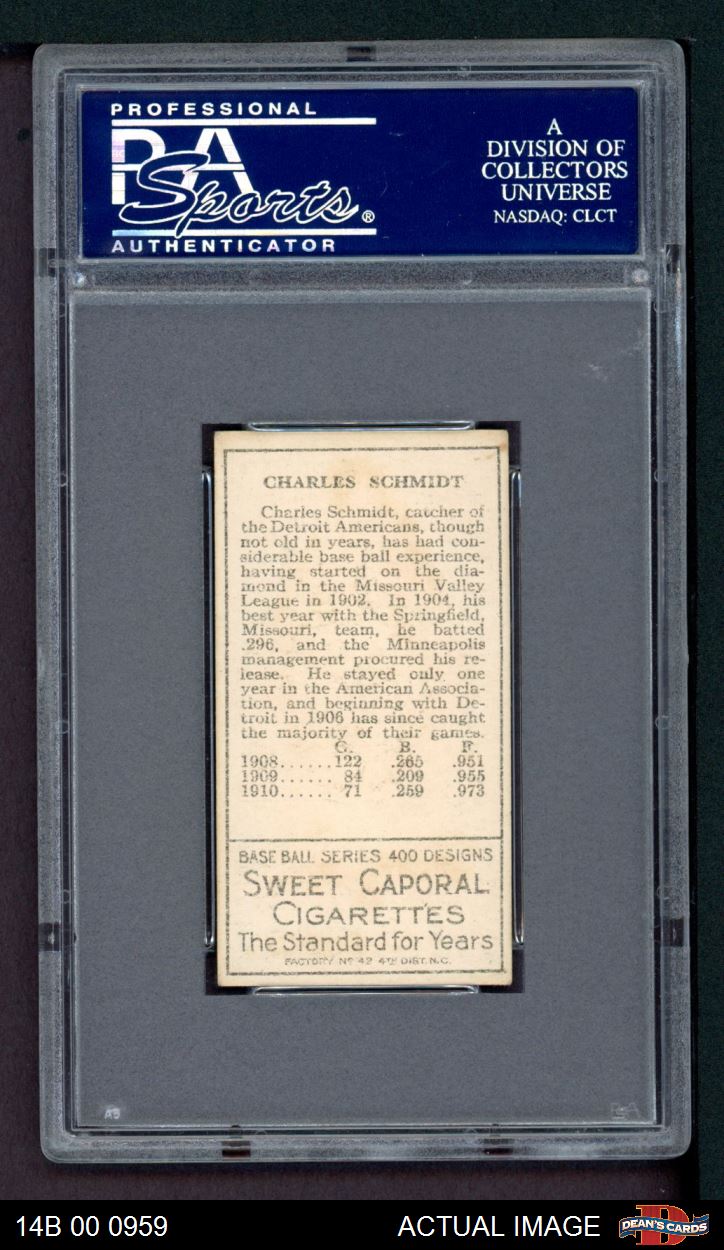 PROFESSIONAL
PSA
Sports®
AUTHENTICATOR
A
DIVISION OF
COLLECTORS
UNIVERSE
NASDAQ: CLCT
CHARLES SCHMIDT
Charles Schmidt, catcher of
the Detroit Americans, though
not old in years, has had con-
siderable base ball experience,
having started on the dia-
mond in the Missouri Valley
League in 1902. In 1904, his
best year with the Springfield,
Missouri, team, he batted
.296, and the Minneapolis
management procured his re-
lease. He stayed only one
year in the American Associa-
tion, and beginning with De-
troit in 1906 has since caught
the majority of their games.
G. B. F.
1908......122 .265 .951
1909...... 84 .209 .955
1910...... 71 .259 .973
BASE BALL SERIES 400 DESIGNS
SWEET CAPORAL
CIGARETTES
The Standard for Years
FACTORY Nº 42 4TH DIST. N.C.
A5
PSA
14B 00 0959
ACTUAL IMAGE
D
DEAN'S CARDS